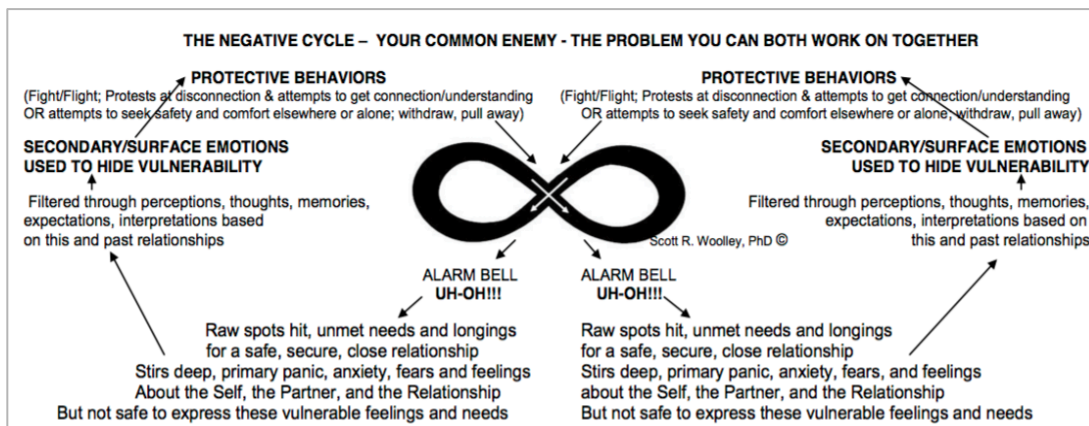 THE NEGATIVE CYCLE – YOUR COMMON ENEMY - THE PROBLEM YOU CAN BOTH WORK ON TOGETHER
PROTECTIVE BEHAVIORS
(Fight/Flight; Protests at disconnection & attempts to get connection/understanding
OR attempts to seek safety and comfort elsewhere or alone; withdraw, pull away)
SECONDARY/SURFACE EMOTIONS
USED TO HIDE VULNERABILITY
Filtered through perceptions, thoughts, memories,
expectations, interpretations based
on this and past relationships
PROTECTIVE BEHAVIORS
(Fight/Flight; Protests at disconnection & attempts to get connection/understanding
OR attempts to seek safety and comfort elsewhere or alone; withdraw, pull away)
SECONDARY/SURFACE EMOTIONS
USED TO HIDE VULNERABILITY
Filtered through perceptions, thoughts, memories,
expectations, interpretations based on
this and past relationships
Scott R. Woolley, PhD ©
ALARM BELL
UH-OH!!!
Raw spots hit, unmet needs and longings
for a safe, secure, close relationship
Stirs deep, primary panic, anxiety, fears and feelings
About the Self, the Partner, and the Relationship
But not safe to express these vulnerable feelings and needs
ALARM BELL
UH-OH!!!
Raw spots hit, unmet needs and longings
for a safe, secure, close relationship
Stirs deep, primary panic, anxiety, fears, and feelings
about the Self, the Partner, and the Relationship
But not safe to express these vulnerable feelings and needs